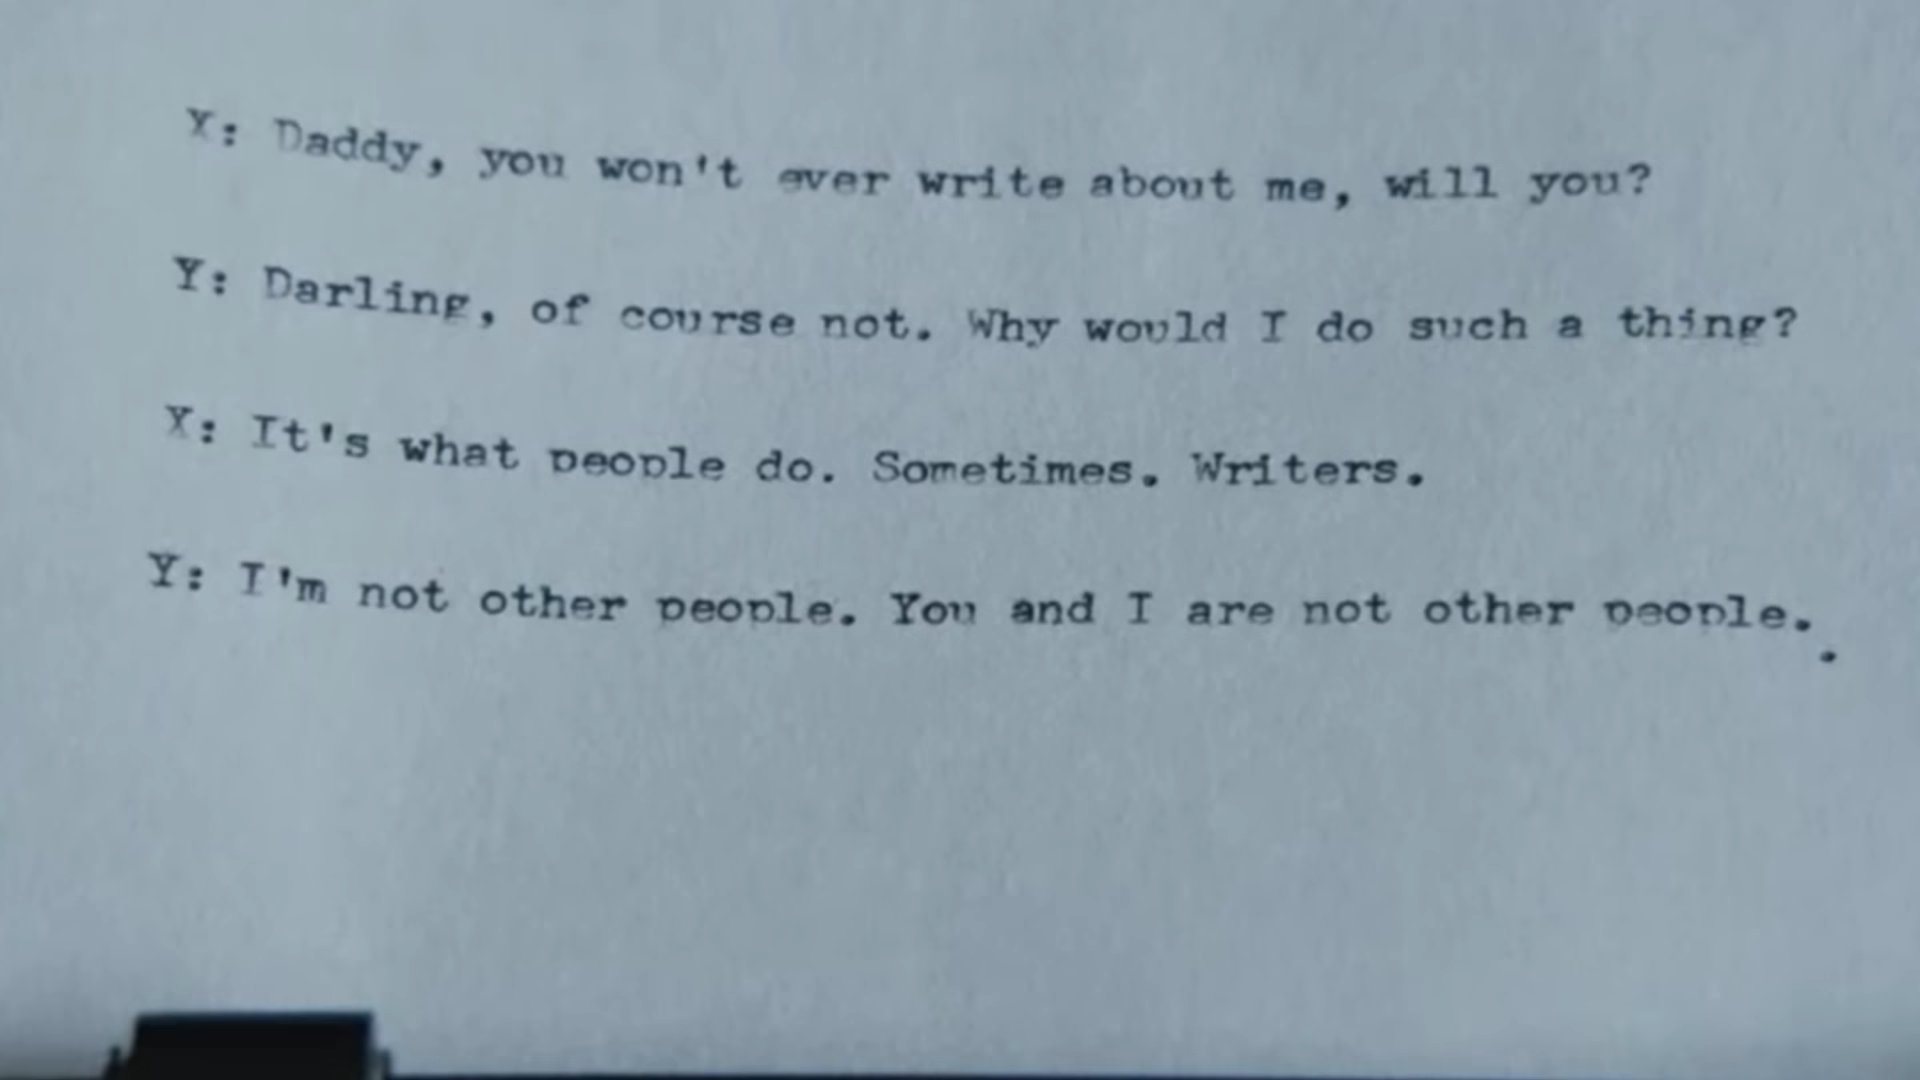 X: Daddy, you won't ever write about me, will you?
Y: Darling, of course not. Why would I do such a thing?
X: It's what people do. Sometimes. Writers.
Y: I'm not other people. You and I are not other people.
.